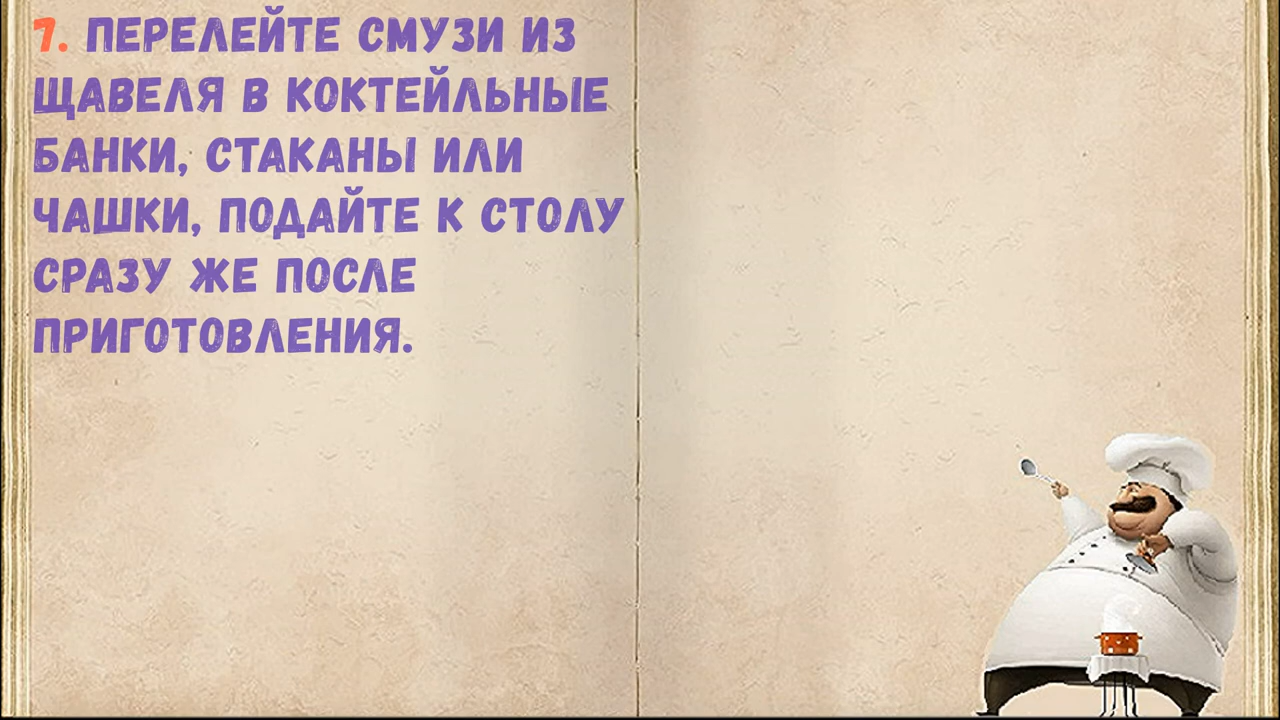 7. ПЕРЕЛЕЙТЕ СМУЗИ ИЗ
ЩАВЕЛЯ В КОКТЕЙЛЬНЫЕ
БАНКИ, СТАКАНЫ ИЛИ
ЧАШКИ, ПОДАЙТЕ К СТОЛУ
СРАЗУ ЖЕ ПОСЛЕ
ПРИГОТОВЛЕНИЯ.